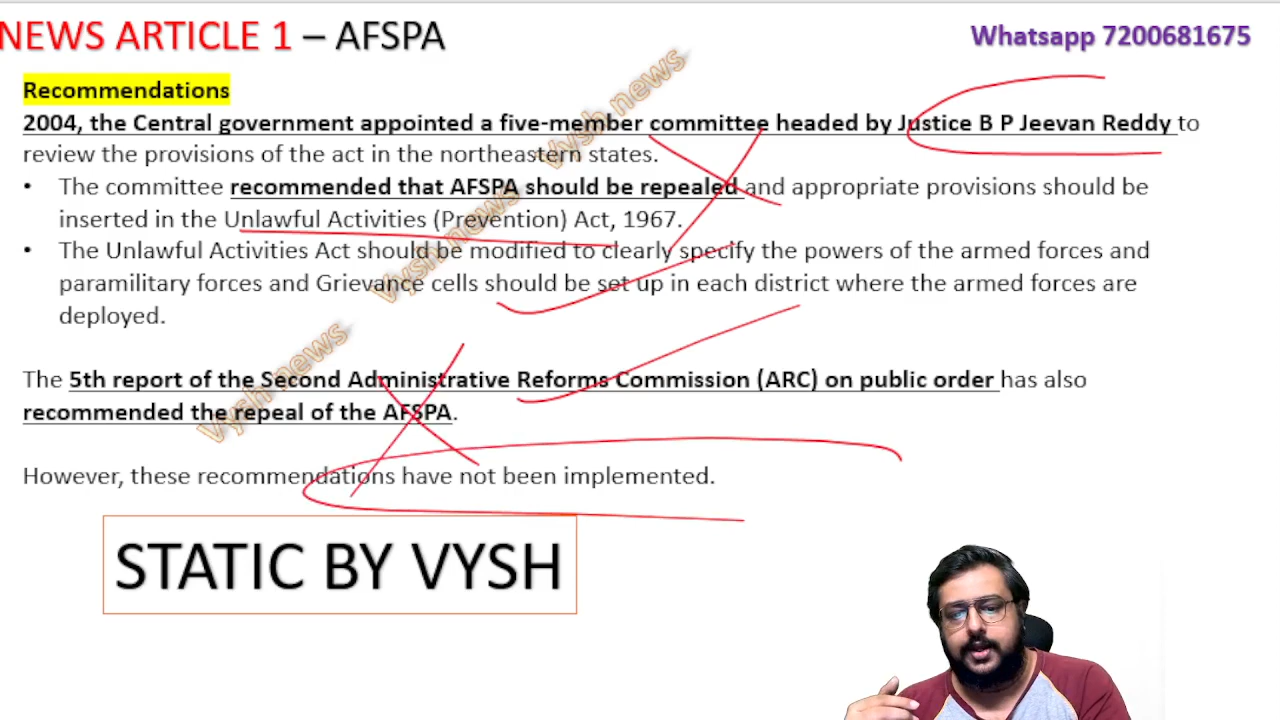 NEWS ARTICLE 1 – AFSPA
Whatsapp 7200681675
Recommendations
2004, the Central government appointed a five-member committee headed by Justice B P Jeevan Reddy to
review the provisions of the act in the northeastern states.
• The committee recommended that AFSPA should be repealed and appropriate provisions should be
inserted in the Unlawful Activities (Prevention) Act, 1967.
• The Unlawful Activities Act should be modified to clearly specify the powers of the armed forces and
paramilitary forces and Grievance cells should be set up in each district where the armed forces are
deployed.
The 5th report of the Second Administrative Reforms Commission (ARC) on public order has also
recommended the repeal of the AFSPA.
However, these recommendations have not been implemented.
STATIC BY VYSH
Vysh news
Vysh news
Vysh news